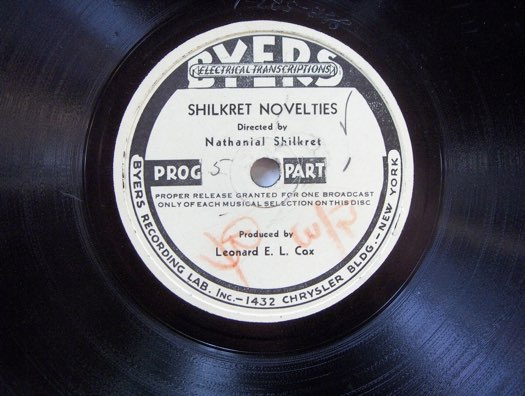 BYERS
ELECTRICAL TRANSCRIPTIONS
SHILKRET NOVELTIES
Directed by
Nathanial Shilkret
PROG 5 PART 1
PROPER RELEASE GRANTED FOR ONE BROADCAST
ONLY OF EACH MUSICAL SELECTION ON THIS DISC
Produced by
Leonard E. L. Cox
BYERS RECORDING LAB. INC.-1432 CHRYSLER BLDG.-NEW YORK